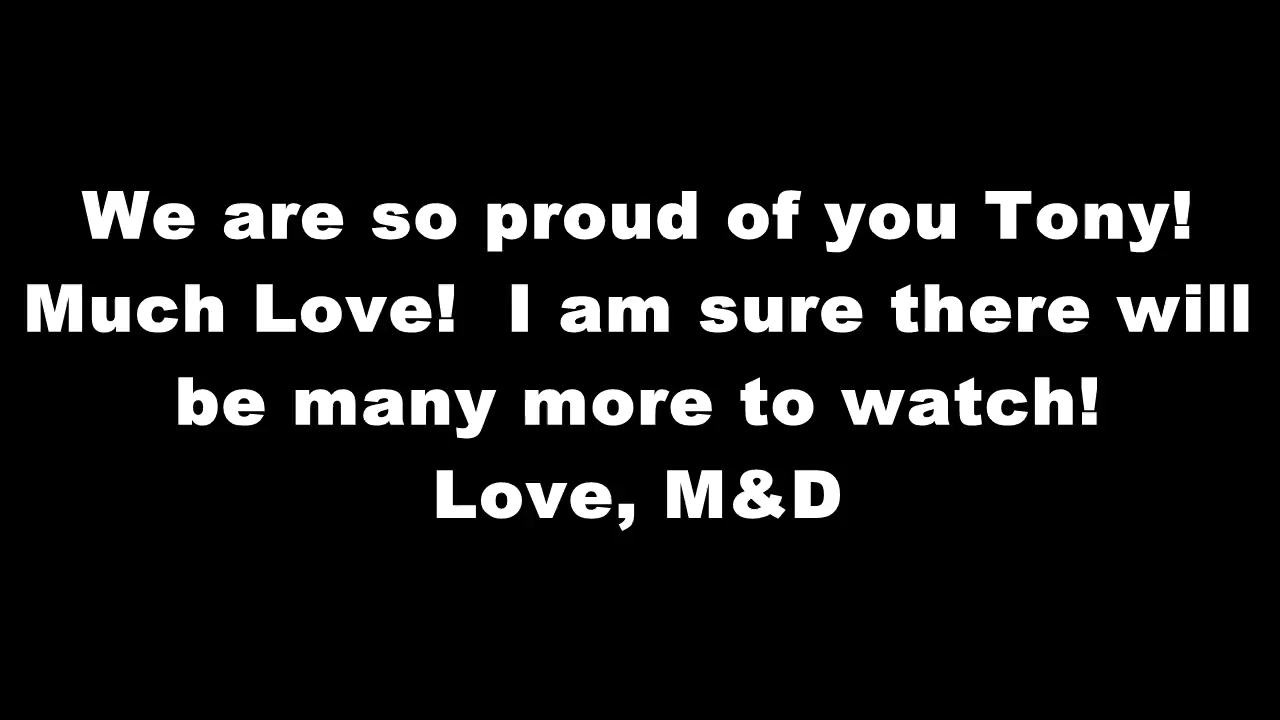 We are so proud of you Tony!
Much Love!  I am sure there will
be many more to watch!
Love, M&D